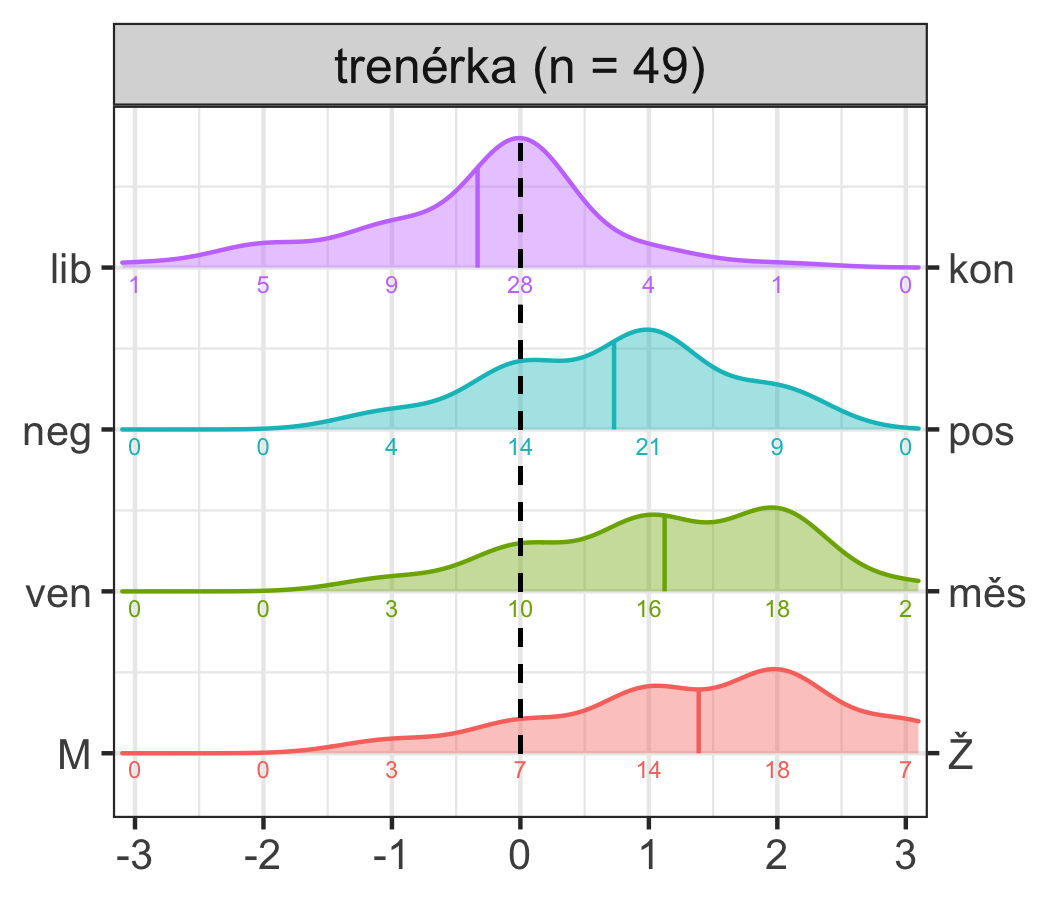 trenérka (n = 49)
lib kon
1 5 9 28 4 1 0
neg pos
0 0 4 14 21 9 0
ven měs
0 0 3 10 16 18 2
M Ž
0 0 3 7 14 18 7
-3 -2 -1 0 1 2 3